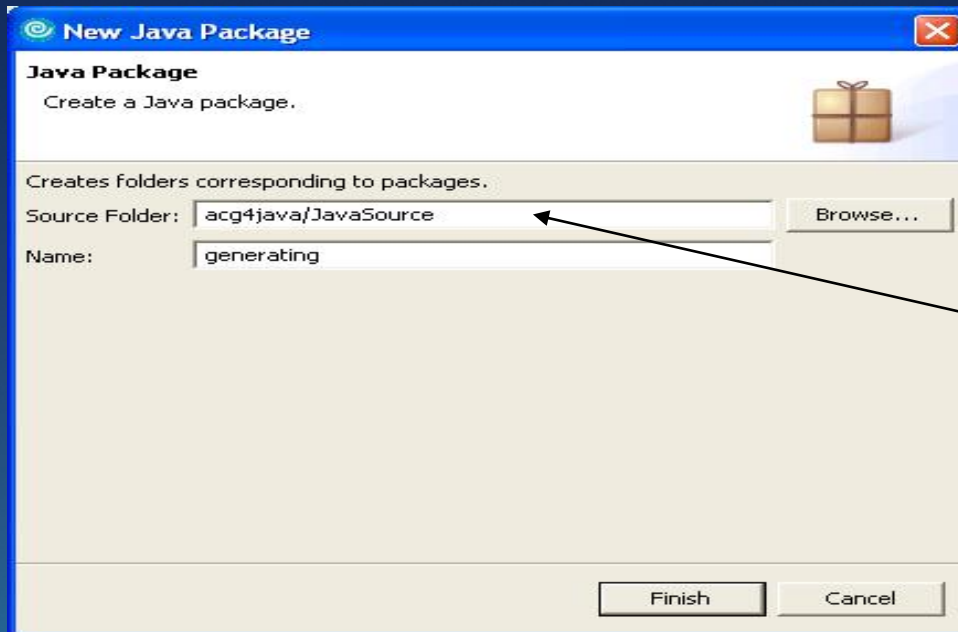 New Java Package
Java Package
Create a Java package.
Creates folders corresponding to packages.
Source Folder: acg4java/JavaSource Browse...
Name: generating
Finish Cancel